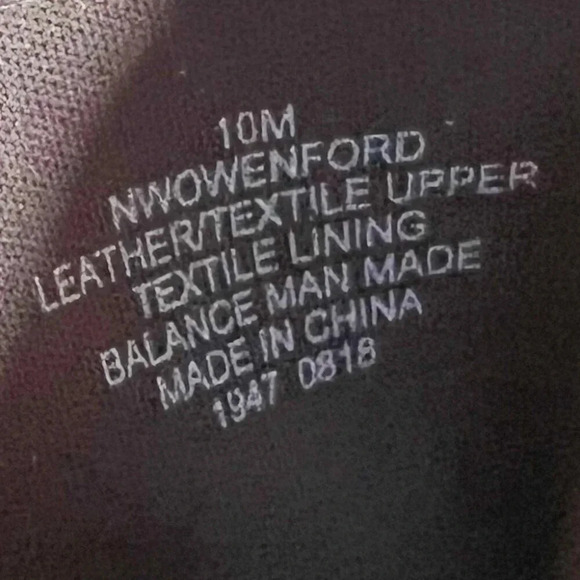 10M
NWOWENFORD
LEATHER/TEXTILE UPPER
TEXTILE LINING
BALANCE MAN MADE
MADE IN CHINA
1947 0818